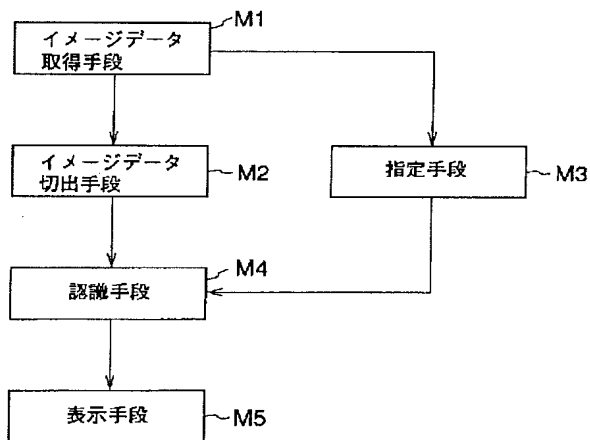 M1
イメージデータ
取得手段
イメージデータ
切出手段
M2
指定手段
M3
M4
認識手段
表示手段
M5